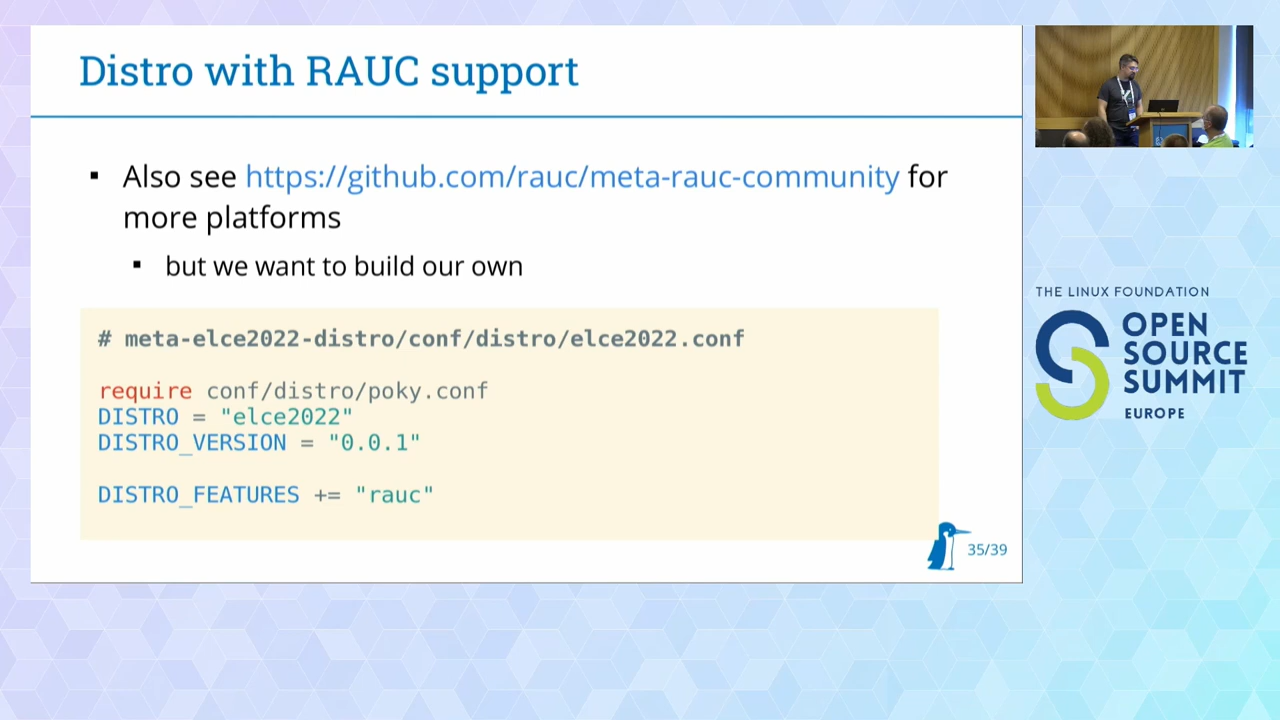 Distro with RAUC support
▪ Also see https://github.com/rauc/meta-rauc-community for
more platforms
▪ but we want to build our own
# meta-elce2022-distro/conf/distro/elce2022.conf
require conf/distro/poky.conf
DISTRO = "elce2022"
DISTRO_VERSION = "0.0.1"
DISTRO_FEATURES += "rauc"
35/39
THE LINUX FOUNDATION
OPEN
SOURCE
SUMMIT
EUROPE